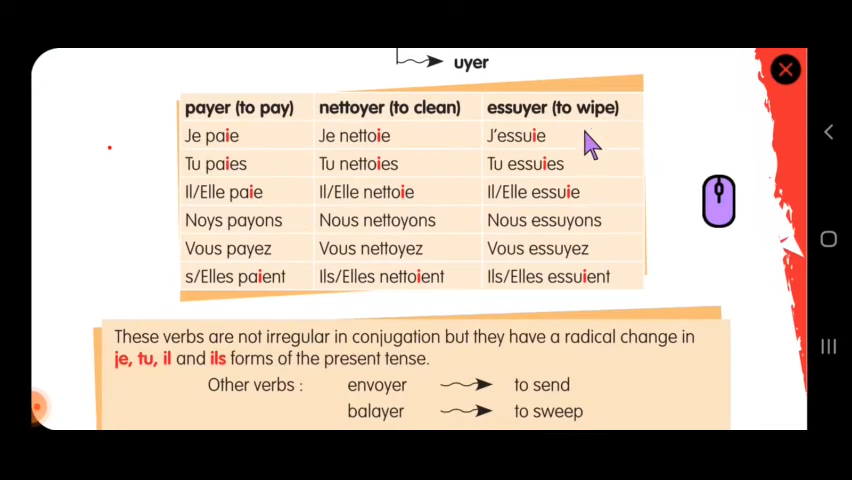 uyer
payer (to pay) nettoyer (to clean) essuyer (to wipe)
Je paie Je nettoie J'essuie
Tu paies Tu nettoies Tu essuies
Il/Elle paie Il/Elle nettoie Il/Elle essuie
Noys payons Nous nettoyons Nous essuyons
Vous payez Vous nettoyez Vous essuyez
s/Elles paient Ils/Elles nettoient Ils/Elles essuient
These verbs are not irregular in conjugation but they have a radical change in
je, tu, il and ils forms of the present tense.
Other verbs : envoyer to send
balayer to sweep